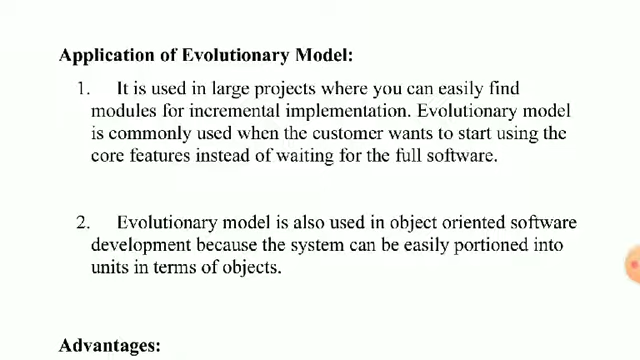 Application of Evolutionary Model:
1. It is used in large projects where you can easily find
modules for incremental implementation. Evolutionary model
is commonly used when the customer wants to start using the
core features instead of waiting for the full software.
2. Evolutionary model is also used in object oriented software
development because the system can be easily portioned into
units in terms of objects.
Advantages: